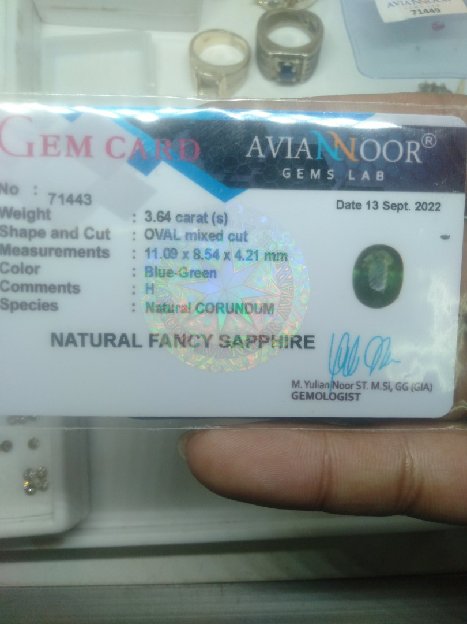 AVIANNOOR
71449
GEM CARD
AVIANNOOR®
GEMS LAB
No : 71443
Date 13 Sept. 2022
Weight : 3.64 carat (s)
Shape and Cut : OVAL mixed cut
Measurements : 11.09 x 8.54 x 4.21 mm
Color : Blue-Green
Comments : H
Species : Natural CORUNDUM
NATURAL FANCY SAPPHIRE
M. Yulian Noor ST. M.Si, GG (GIA)
GEMOLOGIST